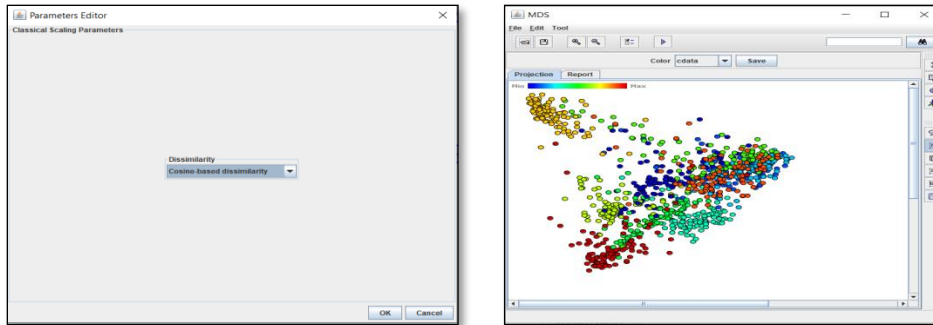 Parameters Editor
Classical Scaling Parameters
Dissimilarity
Cosine-based dissimilarity
OK
Cancel
MDS
File Edit Tool
Color cdata Save
Projection Report
Min Max